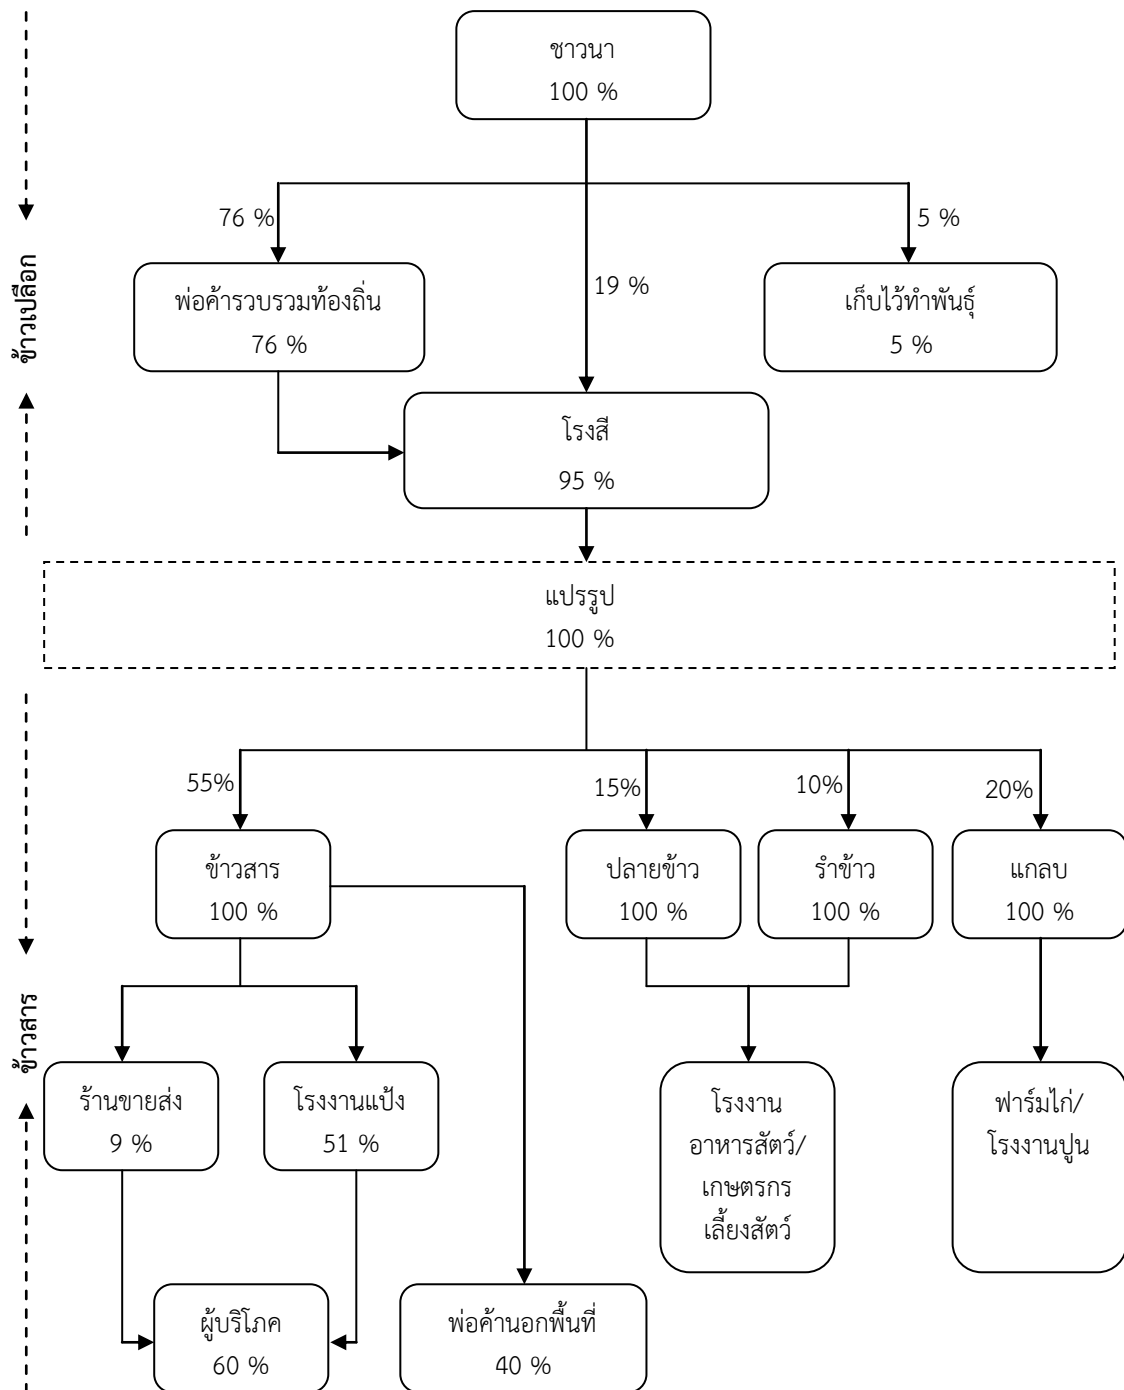 ชาวนา
100 %
76 %
5 %
19 %
พ่อค้ารวบรวมท้องถิ่น
76 %
เก็บไว้ทำพันธุ์
5 %
ข้าวเปลือก
โรงสี
95 %
แปรรูป
100 %
55%
15%
10%
20%
ข้าวสาร
100 %
ปลายข้าว
100 %
รำข้าว
100 %
แกลบ
100 %
ข้าวสาร
ร้านขายส่ง
9 %
โรงงานแป้ง
51 %
โรงงาน
อาหารสัตว์/
เกษตรกร
เลี้ยงสัตว์
ฟาร์มไก่/
โรงงานปูน
ผู้บริโภค
60 %
พ่อค้านอกพื้นที่
40 %